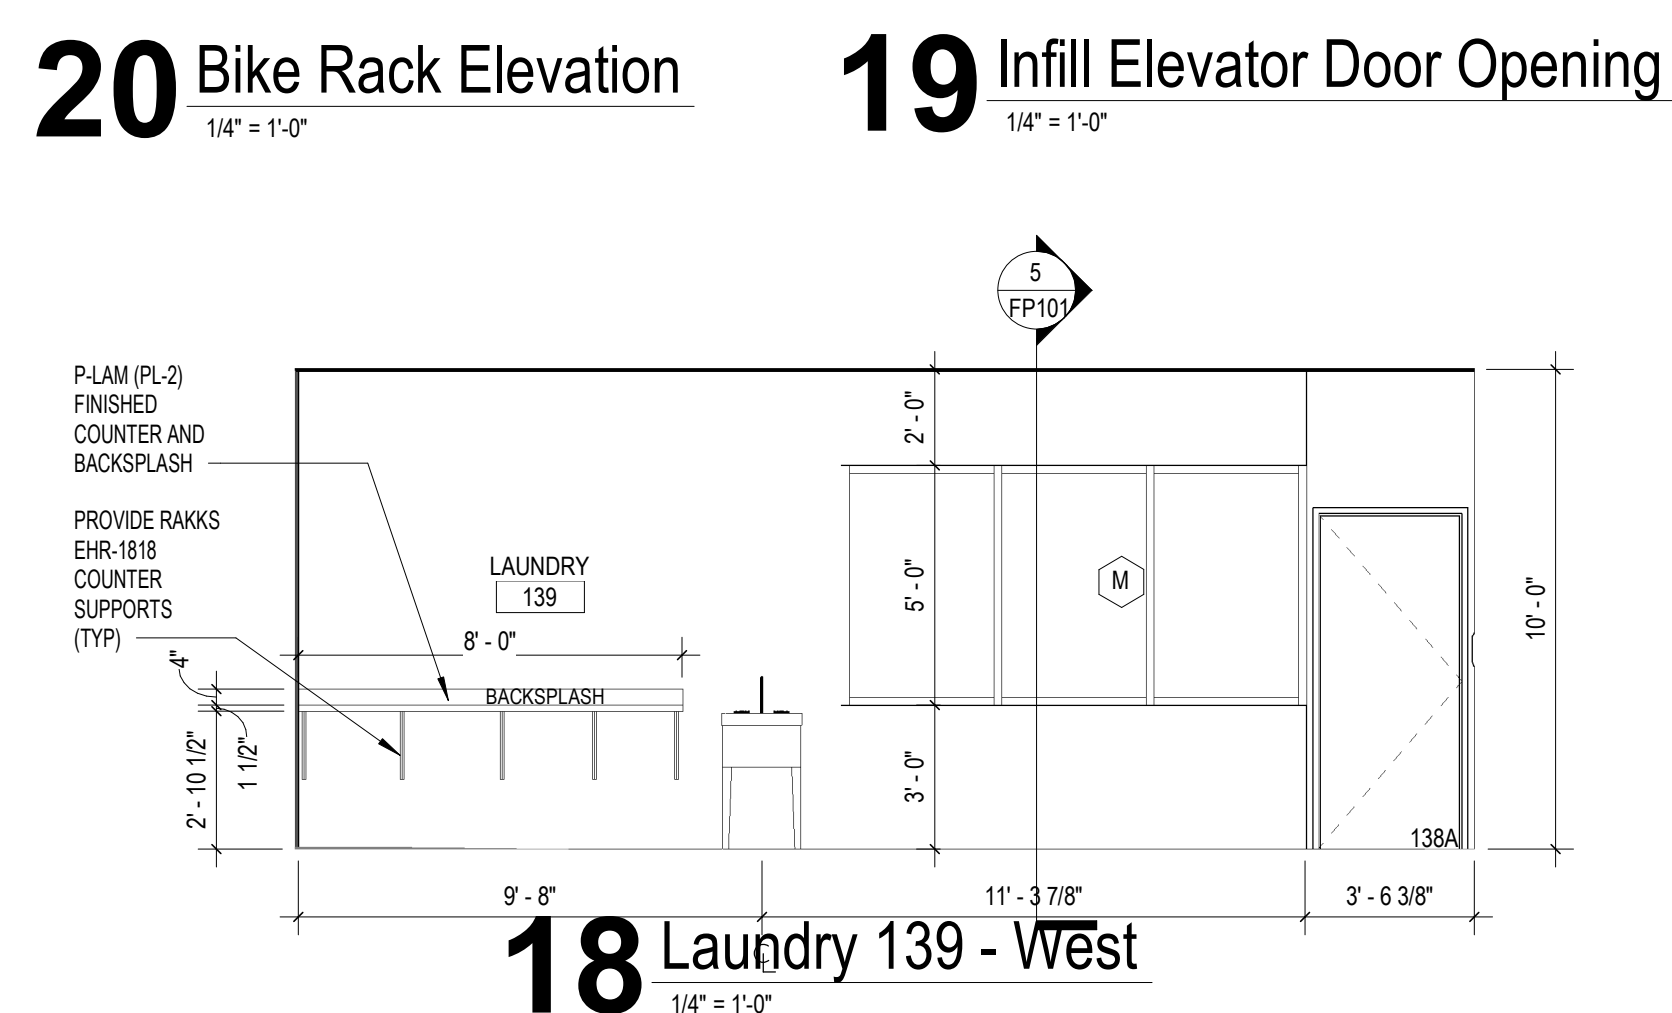 20 Bike Rack Elevation
1/4" = 1'-0"
19 Infill Elevator Door Opening
1/4" = 1'-0"
5
FP101
P-LAM (PL-2)
FINISHED
COUNTER AND
BACKSPLASH
PROVIDE RAKKS
EHR-1818
COUNTER
SUPPORTS
(TYP)
LAUNDRY
139
8' - 0"
BACKSPLASH
4"
1 1/2"
2' - 10 1/2"
2' - 0"
5' - 0"
3' - 0"
M
10' - 0"
138A
9' - 8"
11' - 3 7/8"
3' - 6 3/8"
CL
18 Laundry 139 - West
1/4" = 1'-0"